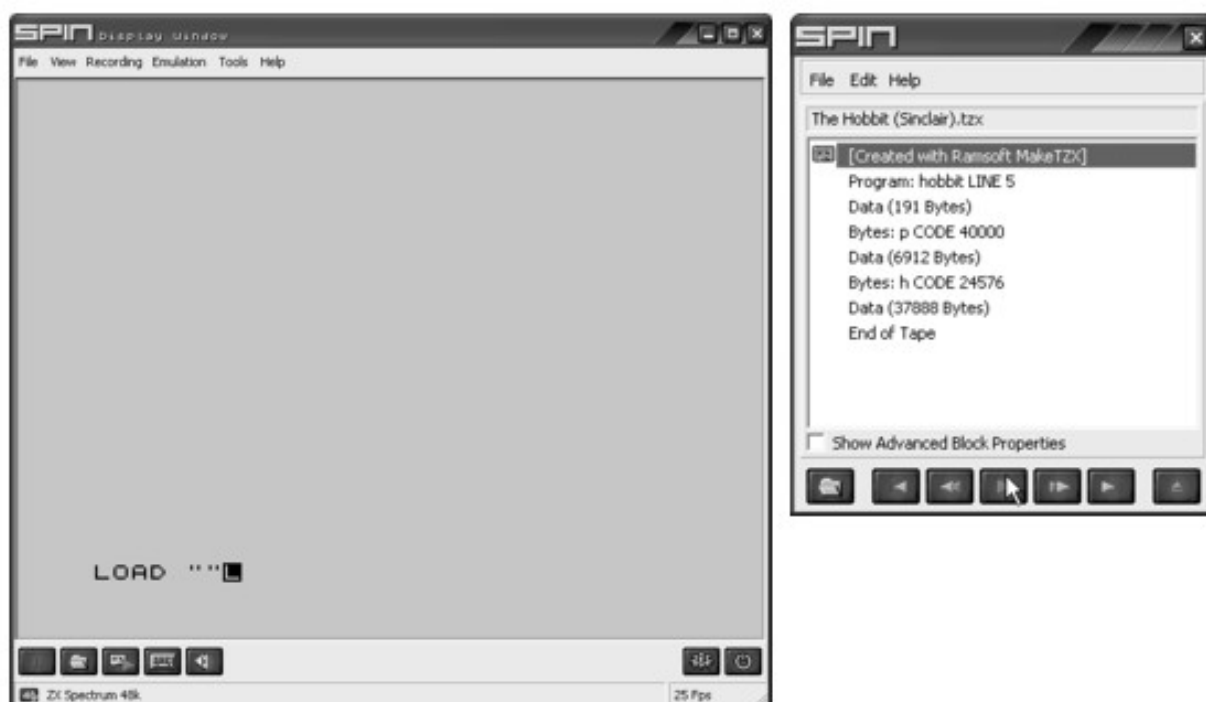 SPIN Display Window
File View Recording Emulation Tools Help
LOAD ""L
ZX Spectrum 48k
25 Fps
SPIN
File Edit Help
The Hobbit (Sinclair).tzx
[Created with Ramsoft MakeTZX]
Program: hobbit LINE 5
Data (191 Bytes)
Bytes: p CODE 40000
Data (6912 Bytes)
Bytes: h CODE 24576
Data (37888 Bytes)
End of Tape
Show Advanced Block Properties